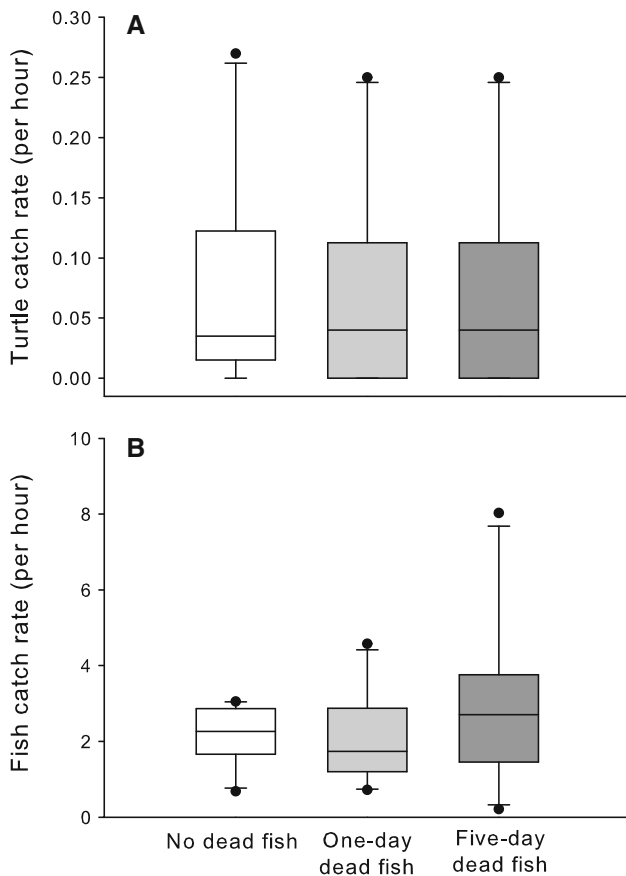 A
Turtle catch rate (per hour)
0.30
0.25
0.20
0.15
0.10
0.05
0.00
B
Fish catch rate (per hour)
10
8
6
4
2
0
No dead fish
One-day
dead fish
Five-day
dead fish